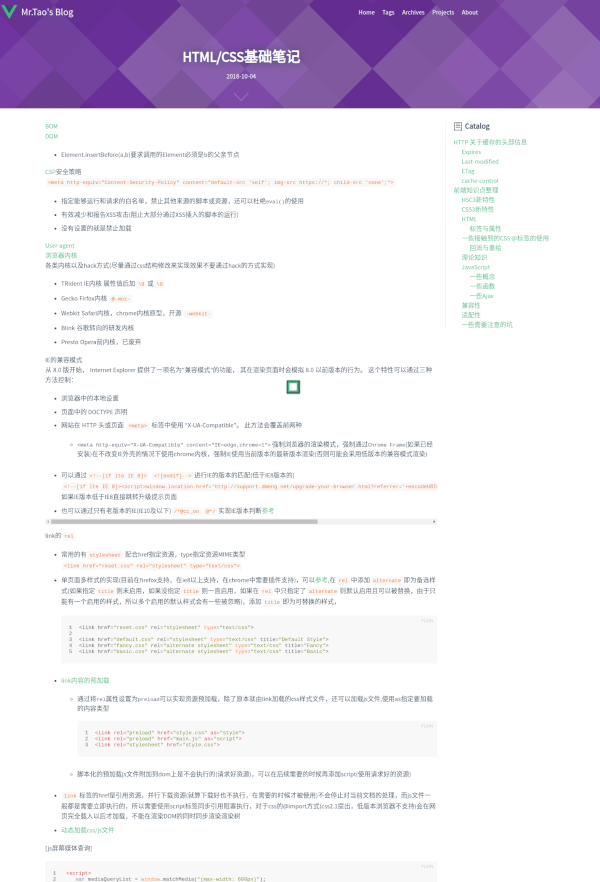 Mr.Tao's Blog
Home Tags Archives Projects About
HTML/CSS基础笔记
2018-10-04
BOM
DOM
Element.insertBefore(a,b)要求调用的Element必须是b的父亲节点
CSP安全策略
<meta http-equiv="Content-Security-Policy" content="default-src 'self'; img-src https://*; child-src 'none';">
指定能够运行和请求的白名单，禁止其他来源的脚本或资源，还可以杜绝eval()的使用
有效减少和报告XSS攻击(阻止大部分通过XSS插入的脚本的运行)
没有设置的就是禁止加载
User-agent
浏览器内核
各类内核以及hack方式(尽量通过css结构修改来实现效果不要通过hack的方式实现)
TRident IE内核 属性值后加 \9 或 \0
Gecko Firfox内核 @-moz-
Webkit Safari内核，chrome内核原型，开源 -webkit-
Blink 谷歌转向的研发内核
Presto Opera前内核，已废弃
IE的兼容模式
从 8.0 版开始， Internet Explorer 提供了一项名为"兼容模式"的功能， 其在渲染页面时会模拟 8.0 以前版本的行为。 这个特性可以通过三种
方式控制：
浏览器中的本地设置
页面中的 DOCTYPE 声明
网站在 HTTP 头或页面 <meta> 标签中使用 "X-UA-Compatible"。 此方法会覆盖前两种
<meta http-equiv="X-UA-Compatible" content="IE=edge,chrome=1"> 强制浏览器的渲染模式，强制通过Chrome Frame(如果已经
安装)在不改变IE外壳的情况下使用chrome内核，强制IE使用当前版本的最新版本渲染(否则可能会采用低版本的兼容模式渲染)
可以通过 <!--[if lte IE 8]> <![endif]--> 进行IE的版本的匹配(低于IE8版本的)
<!--[if lte IE 8]><script>window.location.href='http://support.dmeng.net/upgrade-your-browser.html?referrer='+encodeURI
如果IE版本低于IE8直接跳转升级提示页面
也可以通过只有老版本的IE(IE10及以下) /*@cc_on @*/ 实现IE版本判断参考
link的 rel
常用的有 stylesheet 配合href指定资源，type指定资源MIME类型
<link href="reset.css" rel="stylesheet" type="text/css">
单页面多样式的实现(目前在firefox支持，在ie8以上支持，在chrome中需要插件支持)，可以参考,在 rel 中添加 alternate 即为备选样
式(如果指定 title 则未启用，如果没指定 title 则一直启用，如果在 rel 中只指定了 alternate 则默认启用且可以被替换，由于只
能有一个启用的样式，所以多个启用的默认样式会有一些被忽略)，添加 title 即为可替换的样式，
1 <link href="reset.css" rel="stylesheet" type="text/css">
2
3 <link href="default.css" rel="stylesheet" type="text/css" title="Default Style">
4 <link href="fancy.css" rel="alternate stylesheet" type="text/css" title="Fancy">
5 <link href="basic.css" rel="alternate stylesheet" type="text/css" title="Basic">
link内容的预加载
通过将rel属性设置为preload可以实现资源预加载，除了原本就由link加载的css样式文件，还可以加载js文件,使用as指定要加载
的内容类型
1 <link rel="preload" href="style.css" as="style">
2 <link rel="preload" href="main.js" as="script">
3 <link rel="stylesheet" href="style.css">
脚本化的预加载js文件附加到dom上是不会执行的(请求好资源)，可以在后续需要的时候再添加script(使用请求好的资源)
link 标签的href是引用资源，并行下载资源(就算下载好也不执行，在需要的时候才被使用)不会停止对当前文档的处理，而js文件一
般都是需要立即执行的，所以需要使用script标签同步引用阻塞执行，对于css的@import方式(css2.1提出，低版本浏览器不支持)会在网
页完全载入以后才加载，不能在渲染DOM的同时同步渲染渲染树
动态加载css/js文件
[js屏幕媒体查询]
1 <script>
2 var mediaQueryList = window.matchMedia("(max-width: 600px)");
Catalog
HTTP 关于缓存的头部信息
Expires
Last-modified
ETag
cache-control
前端知识点整理
H5C3新特性
CSS3新特性
HTML
标签与属性
一些接触到的CSS @标签的使用
回流与重绘
理论知识
JavaScript
一些概念
一些函数
一些Ajax
兼容性
适配性
一些需要注意的坑